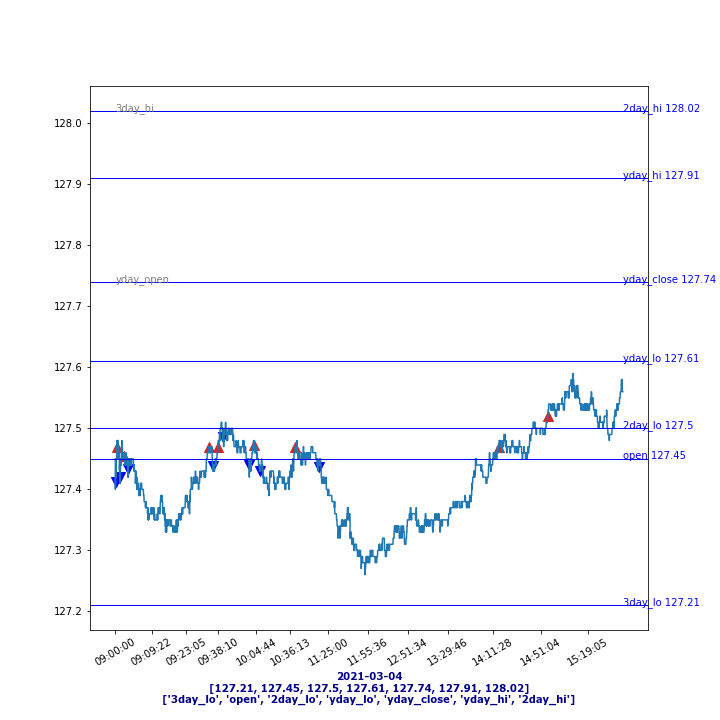 3day_hi
2day_hi 128.02
128.0
yday_hi 127.91
127.9
127.8
yday_open
yday_close 127.74
127.7
yday_lo 127.61
127.6
2day_lo 127.5
127.5
open 127.45
127.4
127.3
3day_lo 127.21
127.2
09:00:00 09:09:22 09:23:05 09:38:10 10:04:44 10:36:13 11:25:00 11:55:36 12:51:34 13:29:46 14:11:28 14:51:04 15:19:05
2021-03-04
[127.21, 127.45, 127.5, 127.61, 127.74, 127.91, 128.02]
['3day_lo', 'open', '2day_lo', 'yday_lo', 'yday_close', 'yday_hi', '2day_hi']